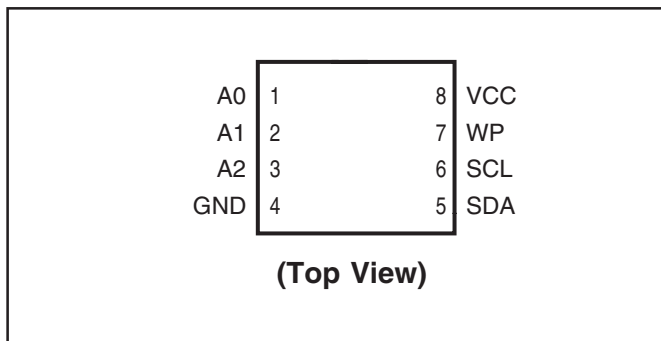 A0 1 8 VCC
A1 2 7 WP
A2 3 6 SCL
GND 4 5 SDA
(Top View)